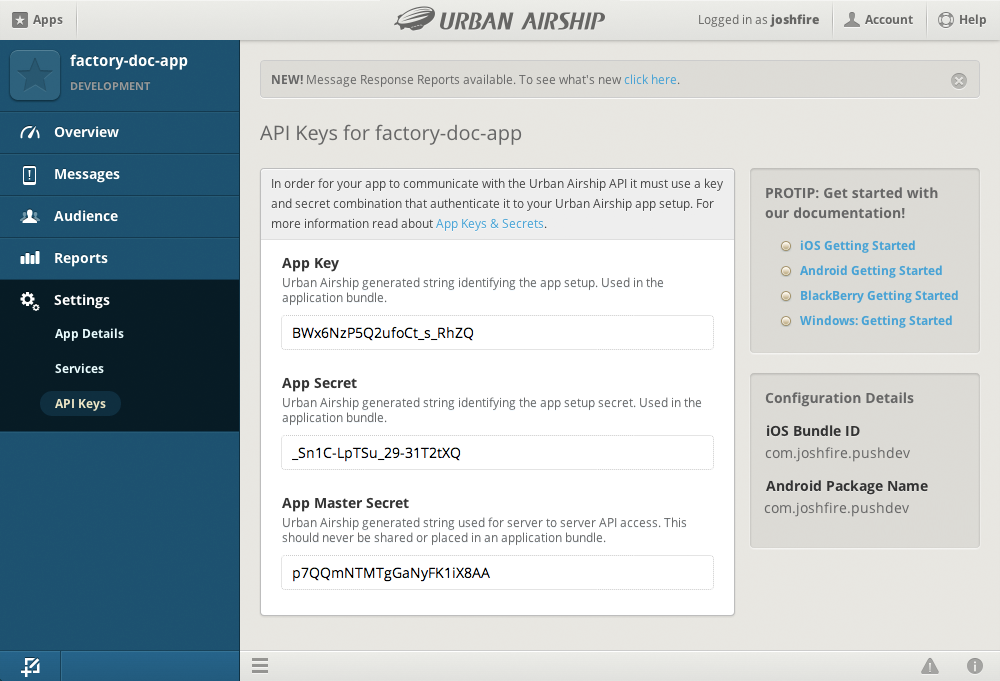 Apps
URBAN AIRSHIP
Logged in as joshfire
Account
Help
factory-doc-app
DEVELOPMENT
Overview
Messages
Audience
Reports
Settings
App Details
Services
API Keys
NEW! Message Response Reports available. To see what's new click here.
API Keys for factory-doc-app
In order for your app to communicate with the Urban Airship API it must use a key
and secret combination that authenticate it to your Urban Airship app setup. For
more information read about App Keys & Secrets.
App Key
Urban Airship generated string identifying the app setup. Used in the
application bundle.
BWx6NzP5Q2ufoCt_s_RhZQ
App Secret
Urban Airship generated string identifying the app setup secret. Used in the
application bundle.
_Sn1C-LpTSu_29-31T2tXQ
App Master Secret
Urban Airship generated string used for server to server API access. This
should never be shared or placed in an application bundle.
p7QQmNTMTgGaNyFK1iX8AA
PROTIP: Get started with
our documentation!
iOS Getting Started
Android Getting Started
BlackBerry Getting Started
Windows: Getting Started
Configuration Details
iOS Bundle ID
com.joshfire.pushdev
Android Package Name
com.joshfire.pushdev